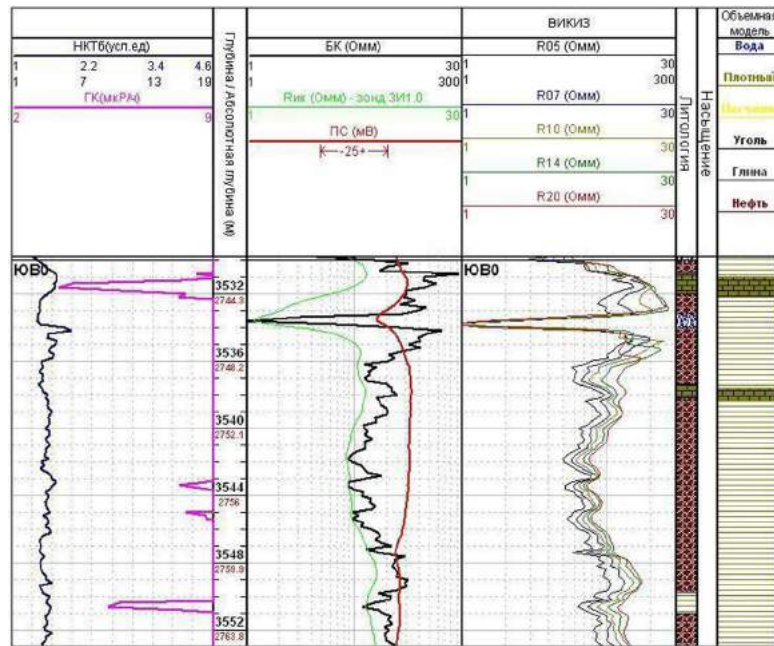 НКТб(усл.ед)
1 2.2 3.4 4.6
1 7 13 19
ГК(мкР/ч)
2 9
Глубина / Абсолютная глубина (м)
БК (Омм)
1 30
1 300
Rик (Омм) - зонд ЗИ1.0
1 30
ПС (мВ)
-25+
ВИКИЗ
R05 (Омм)
1 30
1 300
R07 (Омм)
1 30
R10 (Омм)
1 30
R14 (Омм)
1 30
R20 (Омм)
1 30
Литология
Насыщение
Объемная
модель
Вода
Плотный
Песчаник
Уголь
Глина
Нефть
ЮВ0
ЮВ0
3532
2744.3
3536
2748.2
3540
2752.1
3544
2756
3548
2759.9
3552
2763.8